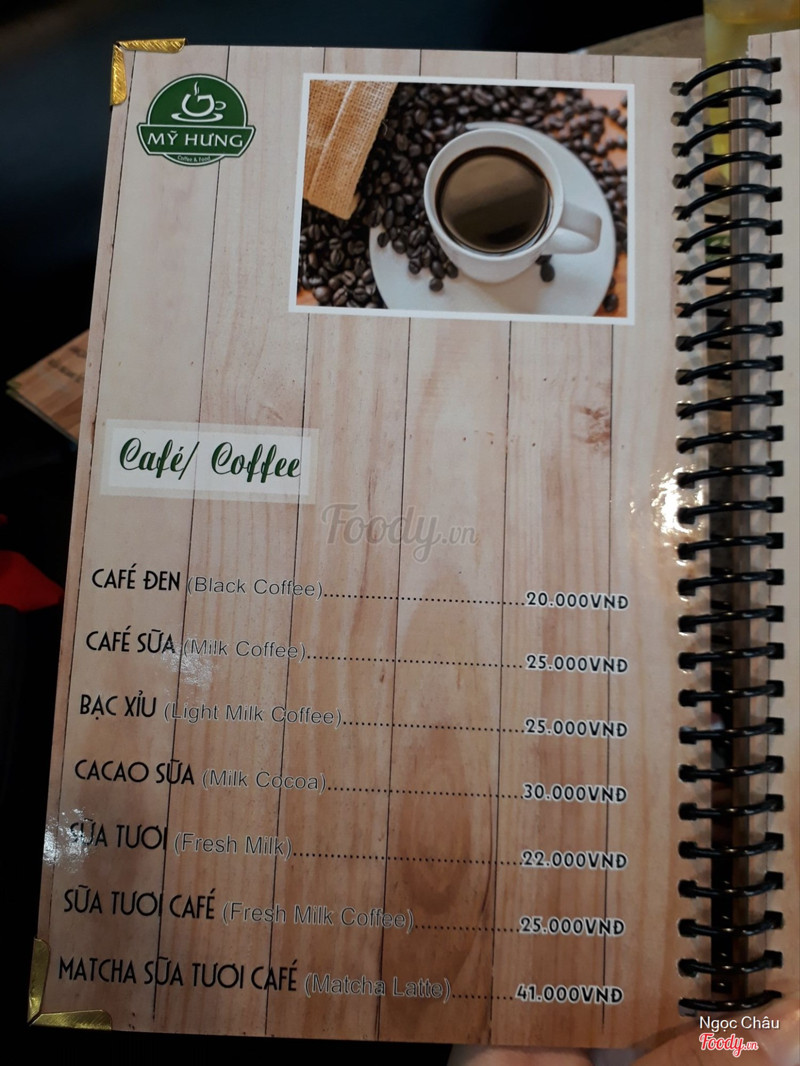 MỸ HƯNG
Coffee & Food
Café/ Coffee
Foody.vn
CAFÉ ĐEN (Black Coffee)..............................20.000VNĐ
CAFÉ SỮA (Milk Coffee)..............................25.000VNĐ
BẠC XỈU (Light Milk Coffee)..............................25.000VNĐ
CACAO SỮA (Milk Cocoa)..............................30.000VNĐ
SỮA TƯƠI (Fresh Milk)..............................22.000VNĐ
SỮA TƯƠI CAFÉ (Fresh Milk Coffee)................25.000VNĐ
MATCHA SỮA TƯƠI CAFÉ (Matcha Latte)..........41.000VNĐ
Ngọc Châu
Foody.vn